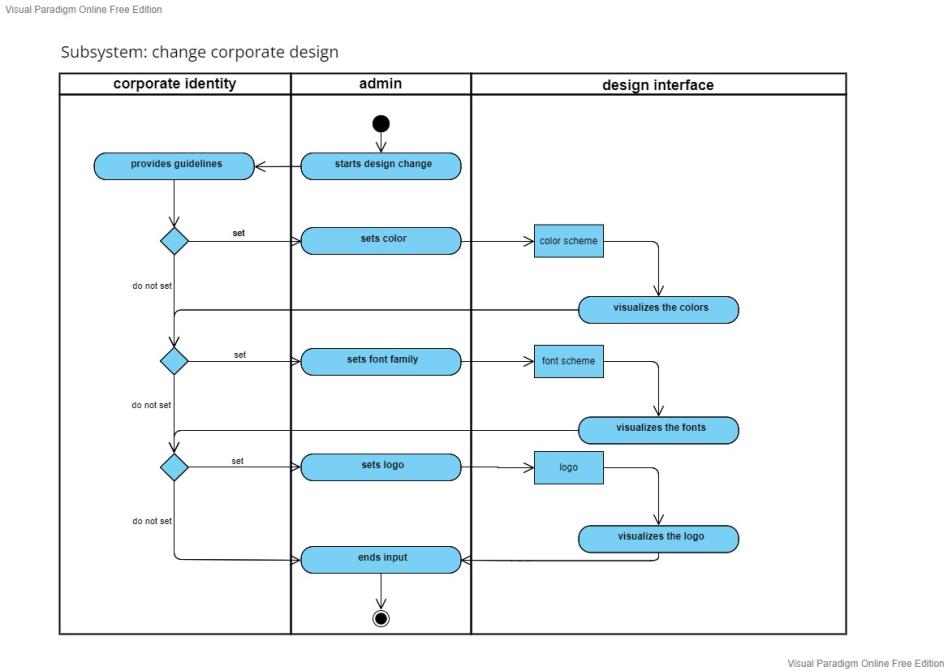 Visual Paradigm Online Free Edition
Subsystem: change corporate design
corporate identity
admin
design interface
provides guidelines
starts design change
set
sets color
color scheme
do not set
visualizes the colors
set
sets font family
font scheme
do not set
visualizes the fonts
set
sets logo
logo
do not set
visualizes the logo
ends input
Visual Paradigm Online Free Edition